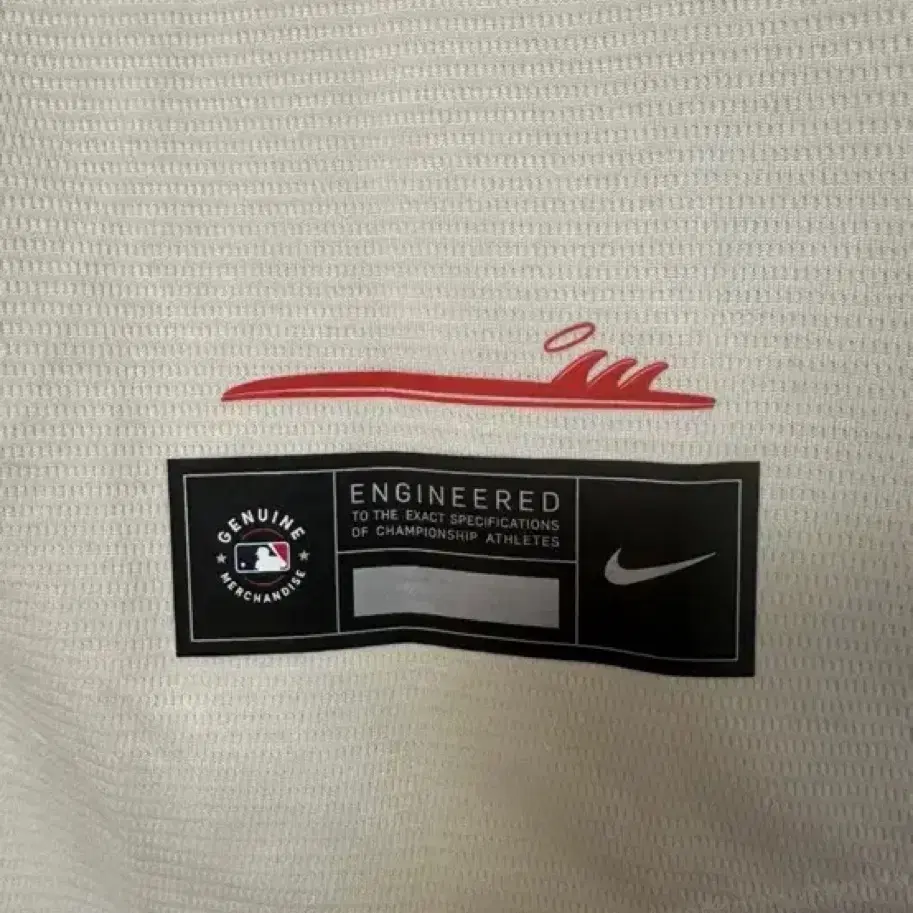 GENUINE
MERCHANDISE
ENGINEERED
TO THE EXACT SPECIFICATIONS
OF CHAMPIONSHIP ATHLETES